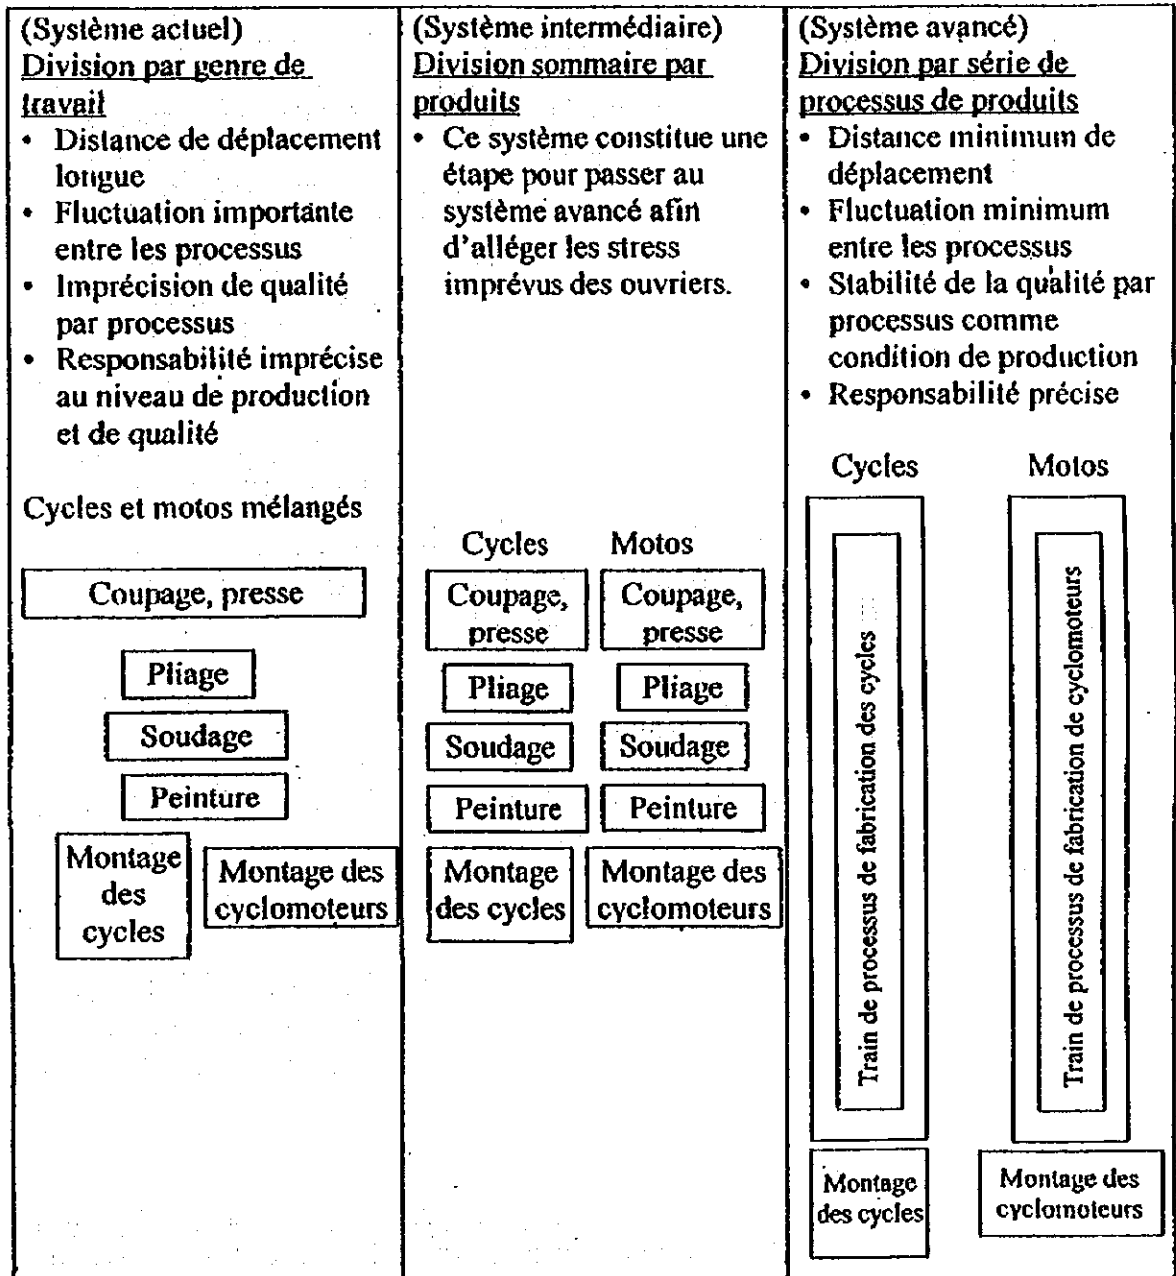 (Système actuel)
Division par genre de
travail
• Distance de déplacement
longue
• Fluctuation importante
entre les processus
• Imprécision de qualité
par processus
• Responsabilité imprécise
au niveau de production
et de qualité
Cycles et motos mélangés
Coupage, presse
Pliage
Soudage
Peinture
Montage
des
cycles
Montage des
cyclomoteurs
(Système intermédiaire)
Division sommaire par
produits
• Ce système constitue une
étape pour passer au
système avancé afin
d'alléger les stress
imprévus des ouvriers.
Cycles Motos
Coupage,
presse
Coupage,
presse
Pliage Pliage
Soudage Soudage
Peinture Peinture
Montage
des cycles
Montage des
cyclomoteurs
(Système avancé)
Division par série de
processus de produits
• Distance minimum de
déplacement
• Fluctuation minimum
entre les processus
• Stabilité de la qualité par
processus comme
condition de production
• Responsabilité précise
Cycles Motos
Train de processus de fabrication des cycles
Train de processus de fabrication de cyclomoteurs
Montage
des cycles
Montage des
cyclomoteurs